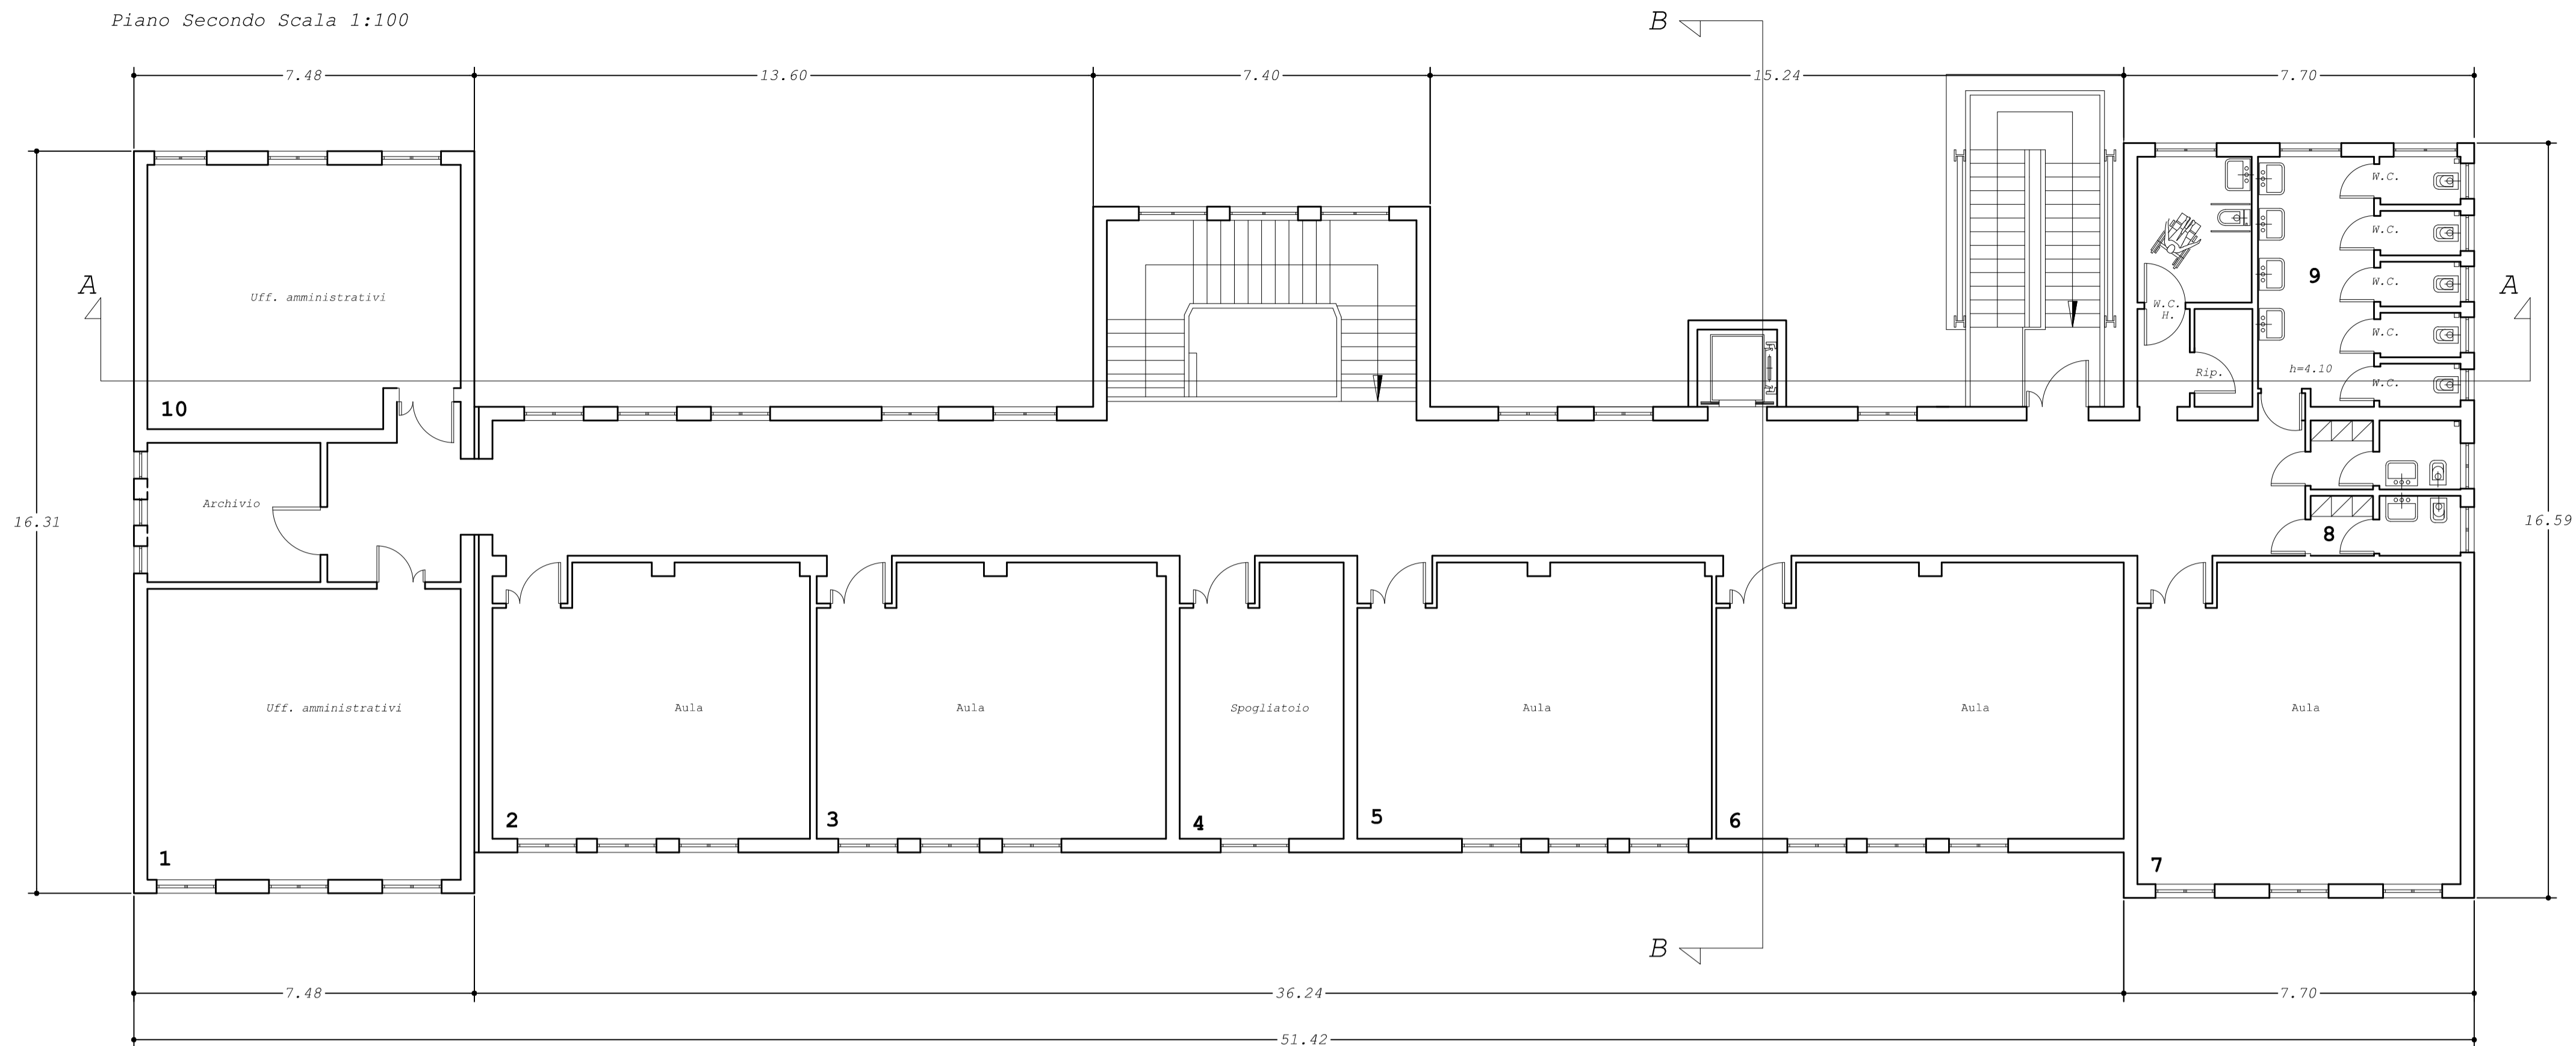 Piano Secondo Scala 1:100
B
7.48
13.60
7.40
15.24
7.70
W.C.
W.C.
9
W.C.
A
Uff. amministrativi
A
W.C.
H.
W.C.
Rip.
h=4.10
W.C.
10
Archivio
16.31
16.59
8
Uff. amministrativi
Aula
Aula
Spogliatoio
Aula
Aula
Aula
2
3
4
5
6
1
7
B
7.48
36.24
7.70
51.42